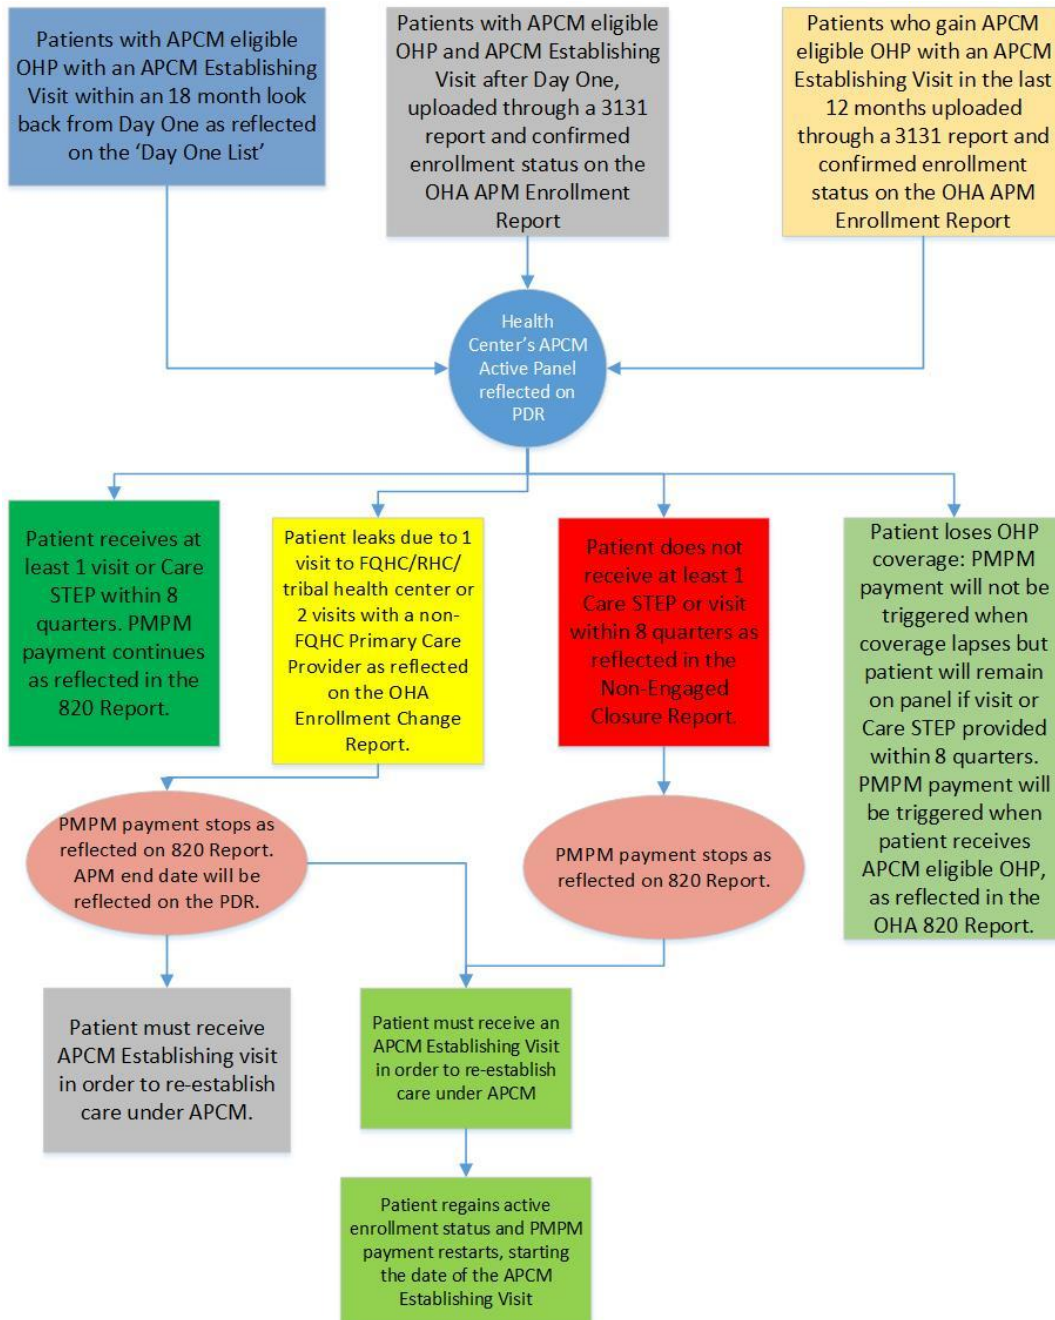 Patients with APCM eligible
OHP with an APCM Establishing
Visit within an 18 month look
back from Day One as reflected
on the ‘Day One List’
Patients with APCM eligible
OHP and APCM Establishing
Visit after Day One,
uploaded through a 3131
report and confirmed
enrollment status on the
OHA APM Enrollment
Report
Patients who gain APCM
eligible OHP with an APCM
Establishing Visit in the last
12 months uploaded
through a 3131 report and
confirmed enrollment
status on the OHA APM
Enrollment Report
Health
Center’s APCM
Active Panel
reflected on
PDR
Patient receives at
least 1 visit or Care
STEP within 8
quarters. PMPM
payment continues
as reflected in the
820 Report.
Patient leaks due to 1
visit to FQHC/RHC/
tribal health center or
2 visits with a non-
FQHC Primary Care
Provider as reflected
on the OHA
Enrollment Change
Report.
Patient does not
receive at least 1
Care STEP or visit
within 8 quarters as
reflected in the
Non-Engaged
Closure Report.
Patient loses OHP
coverage: PMPM
payment will not be
triggered when
coverage lapses but
patient will remain
on panel if visit or
Care STEP provided
within 8 quarters.
PMPM payment will
be triggered when
patient receives
APCM eligible OHP,
as reflected in the
OHA 820 Report.
PMPM payment stops as
reflected on 820 Report.
APM end date will be
reflected on the PDR.
PMPM payment stops as
reflected on 820 Report.
Patient must receive
APCM Establishing visit
in order to re-establish
care under APCM.
Patient must receive an
APCM Establishing Visit
in order to re-establish
care under APCM
Patient regains active
enrollment status and PMPM
payment restarts, starting
the date of the APCM
Establishing Visit